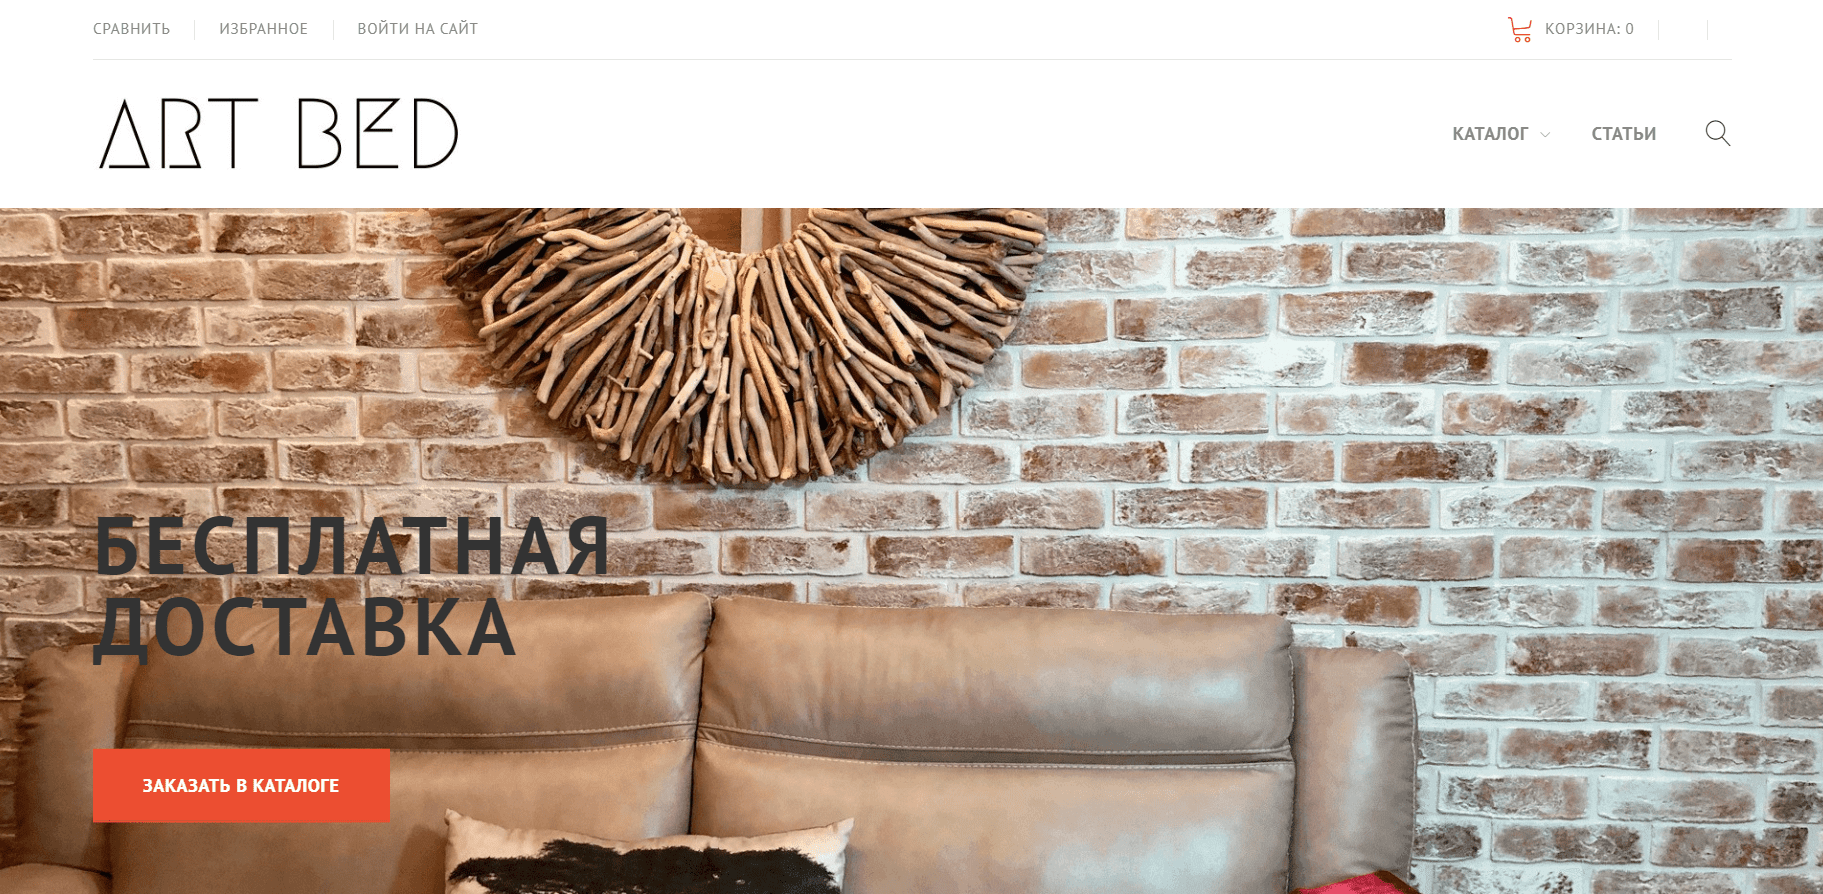 СРАВНИТЬ
ИЗБРАННОЕ
ВОЙТИ НА САЙТ
КОРЗИНА: 0
ART BED
КАТАЛОГ
СТАТЬИ
БЕСПЛАТНАЯ
ДОСТАВКА
ЗАКАЗАТЬ В КАТАЛОГЕ